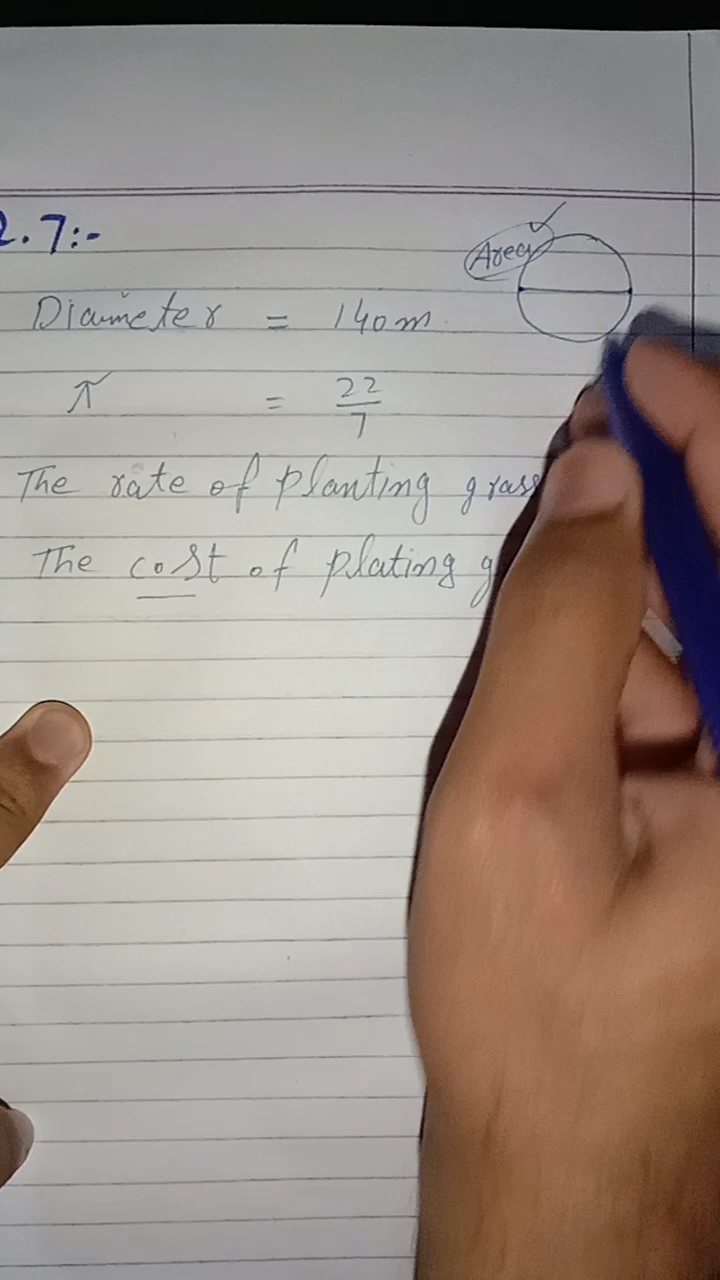 2.7:-
Area
Diameter = 140m
π = 22/7
The rate of planting grass
The cost of plating g